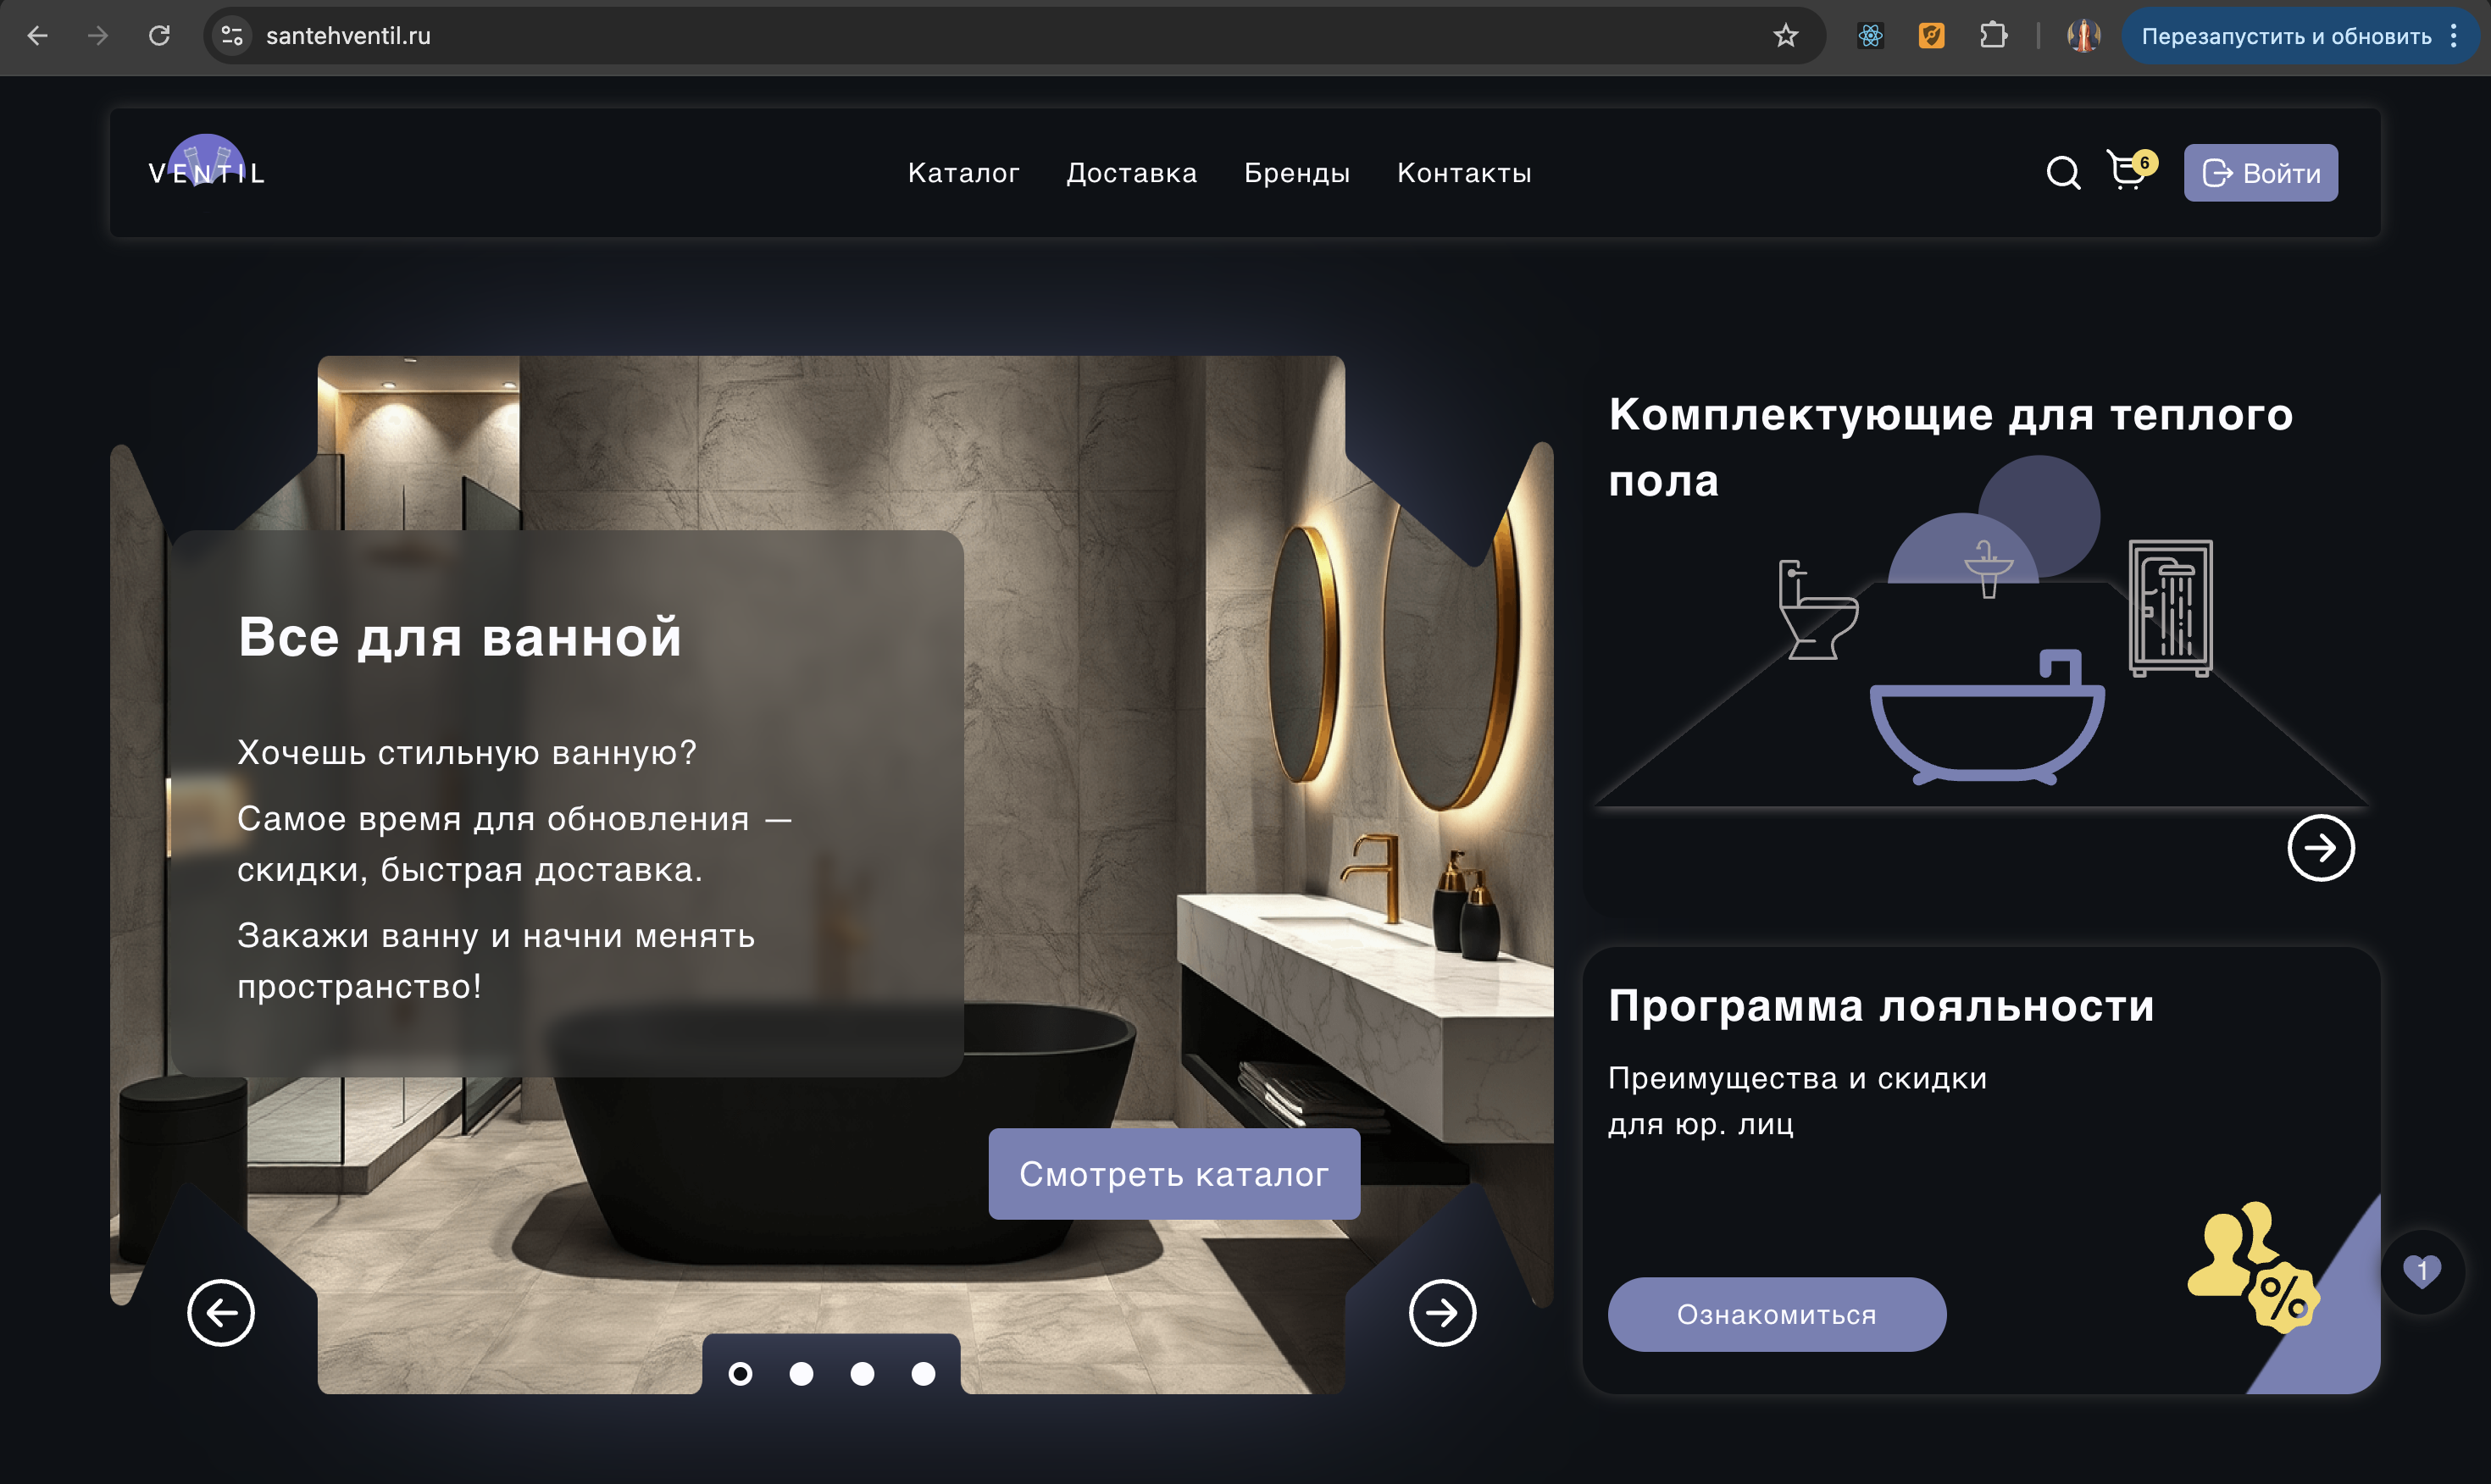 santehventil.ru
Перезапустить и обновить
VENTIL
Каталог
Доставка
Бренды
Контакты
6
Войти
Все для ванной
Хочешь стильную ванную?
Самое время для обновления —
скидки, быстрая доставка.
Закажи ванну и начни менять
пространство!
Смотреть каталог
Комплектующие для теплого
пола
Программа лояльности
Преимущества и скидки
для юр. лиц
Ознакомиться
%
1